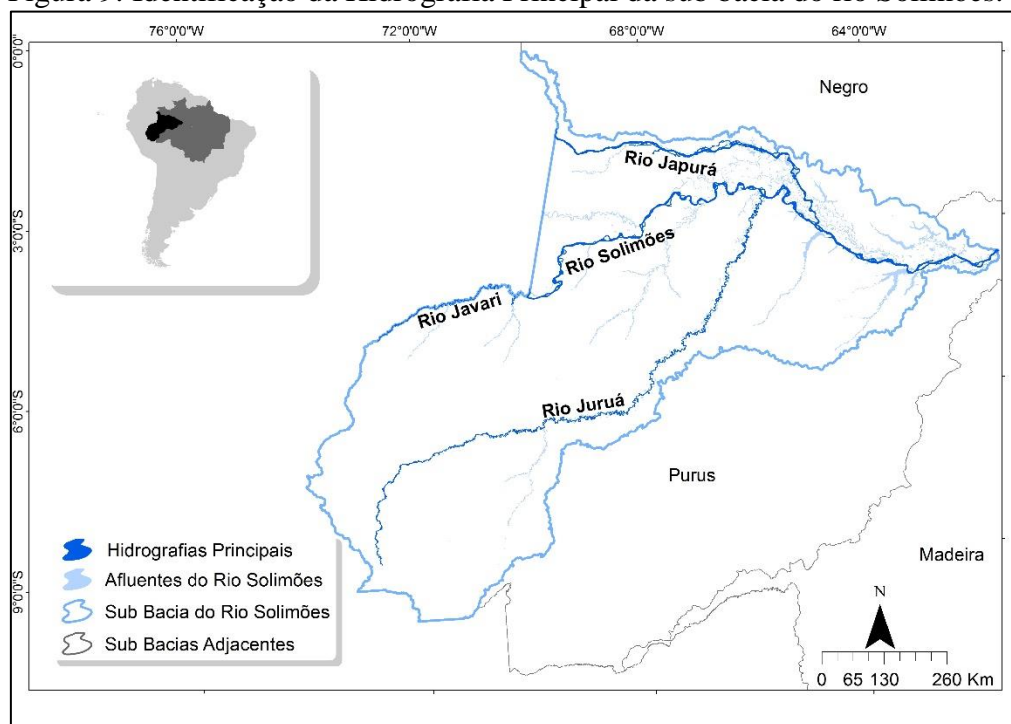 Figura 9: Identificação da Hidrografia Principal da sub bacia do rio Solimões.
76°0'0"W 72°0'0"W 68°0'0"W 64°0'0"W
0°0'0"
Negro
Rio Japurá
3°0'0"S
Rio Solimões
Rio Javari
Rio Juruá
6°0'0"S
Purus
Madeira
9°0'0"S
Hidrografias Principais
Afluentes do Rio Solimões
Sub Bacia do Rio Solimões
Sub Bacias Adjacentes
N
0 65 130 260 Km